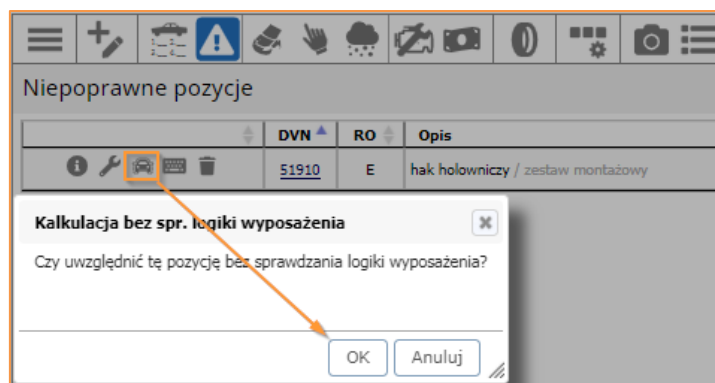 Niepoprawne pozycje
DVN RO Opis
51910 E hak holowniczy / zestaw montażowy
Kalkulacja bez spr. logiki wyposażenia
Czy uwzględnić tę pozycję bez sprawdzania logiki wyposażenia?
OK Anuluj